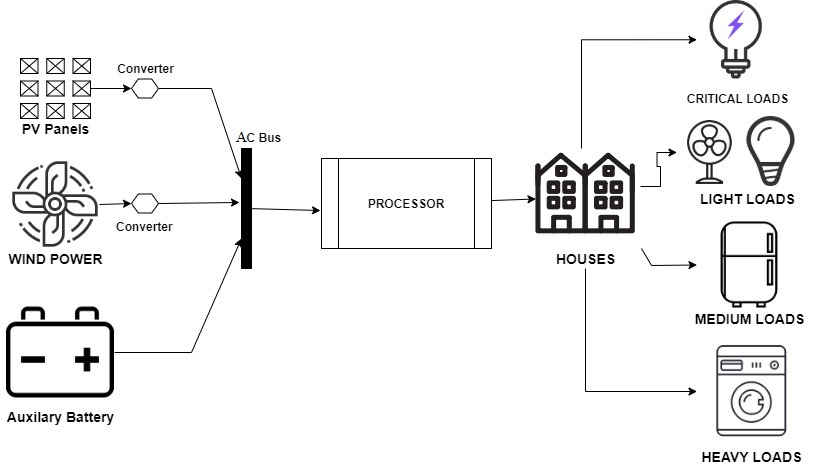 Converter
PV Panels
AC Bus
PROCESSOR
Converter
WIND POWER
Auxilary Battery
HOUSES
CRITICAL LOADS
LIGHT LOADS
MEDIUM LOADS
HEAVY LOADS